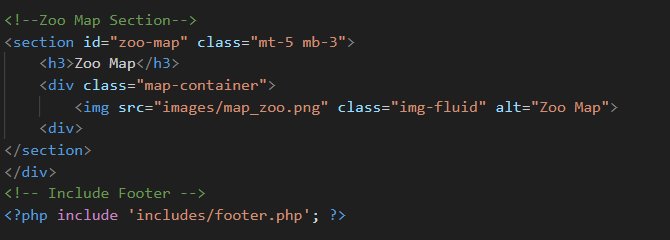 <!--Zoo Map Section-->
<section id="zoo-map" class="mt-5 mb-3">
    <h3>Zoo Map</h3>
    <div class="map-container">
        <img src="images/map_zoo.png" class="img-fluid" alt="Zoo Map">
    <div>
</section>
</div>
<!-- Include Footer -->
<?php include 'includes/footer.php'; ?>